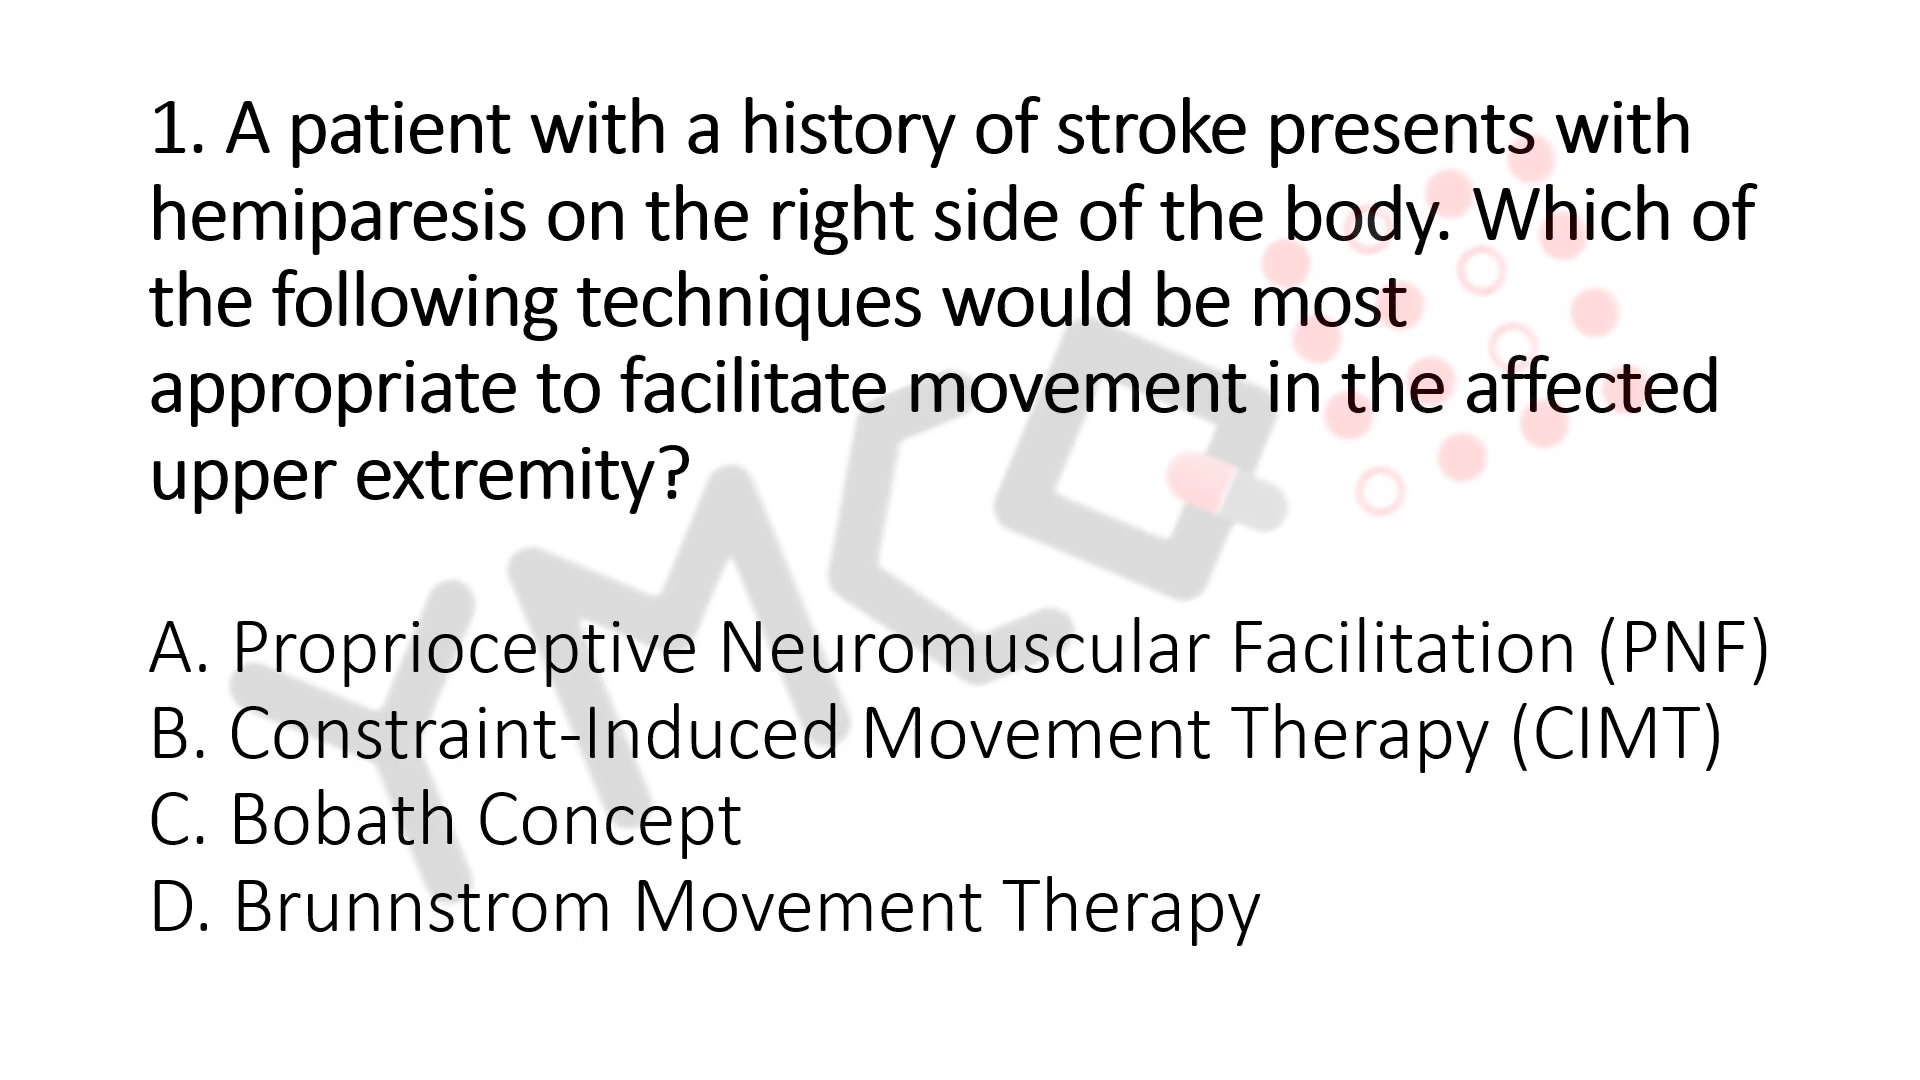 1. A patient with a history of stroke presents with
hemiparesis on the right side of the body. Which of
the following techniques would be most
appropriate to facilitate movement in the affected
upper extremity?
A. Proprioceptive Neuromuscular Facilitation (PNF)
B. Constraint-Induced Movement Therapy (CIMT)
C. Bobath Concept
D. Brunnstrom Movement Therapy
YMCQ